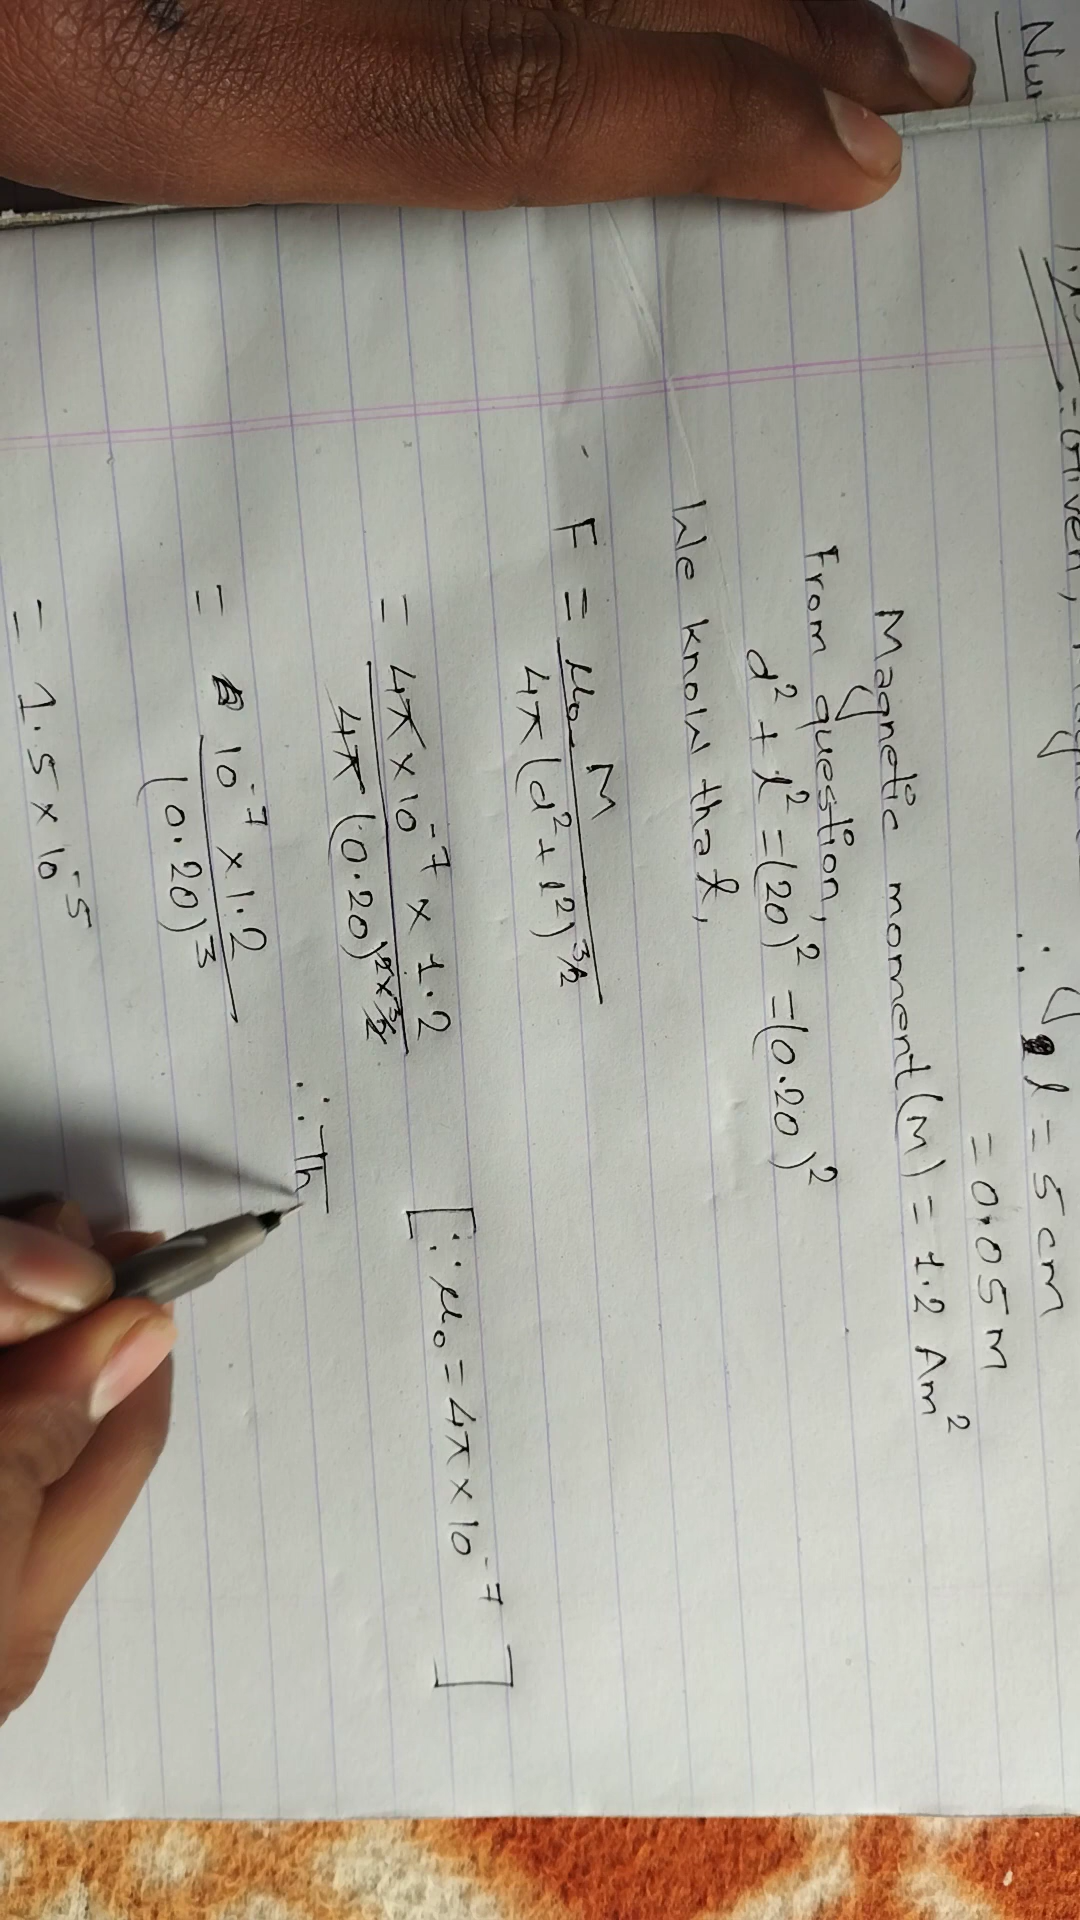 Given,
∴ l = 5 cm
= 0.05 m
Magnetic moment (M) = 1.2 Am²
From question,
d² + l² = (20)² = (0.20)²
We know that,
F = μ₀ M / 4π (d² + l²)^3/2
= 4π × 10⁻⁷ × 1.2 / 4π (0.20)^2×3/2 [∵ μ₀ = 4π × 10⁻⁷]
∴ Th
= 10⁻⁷ × 1.2 / (0.20)³
= 1.5 × 10⁻⁵